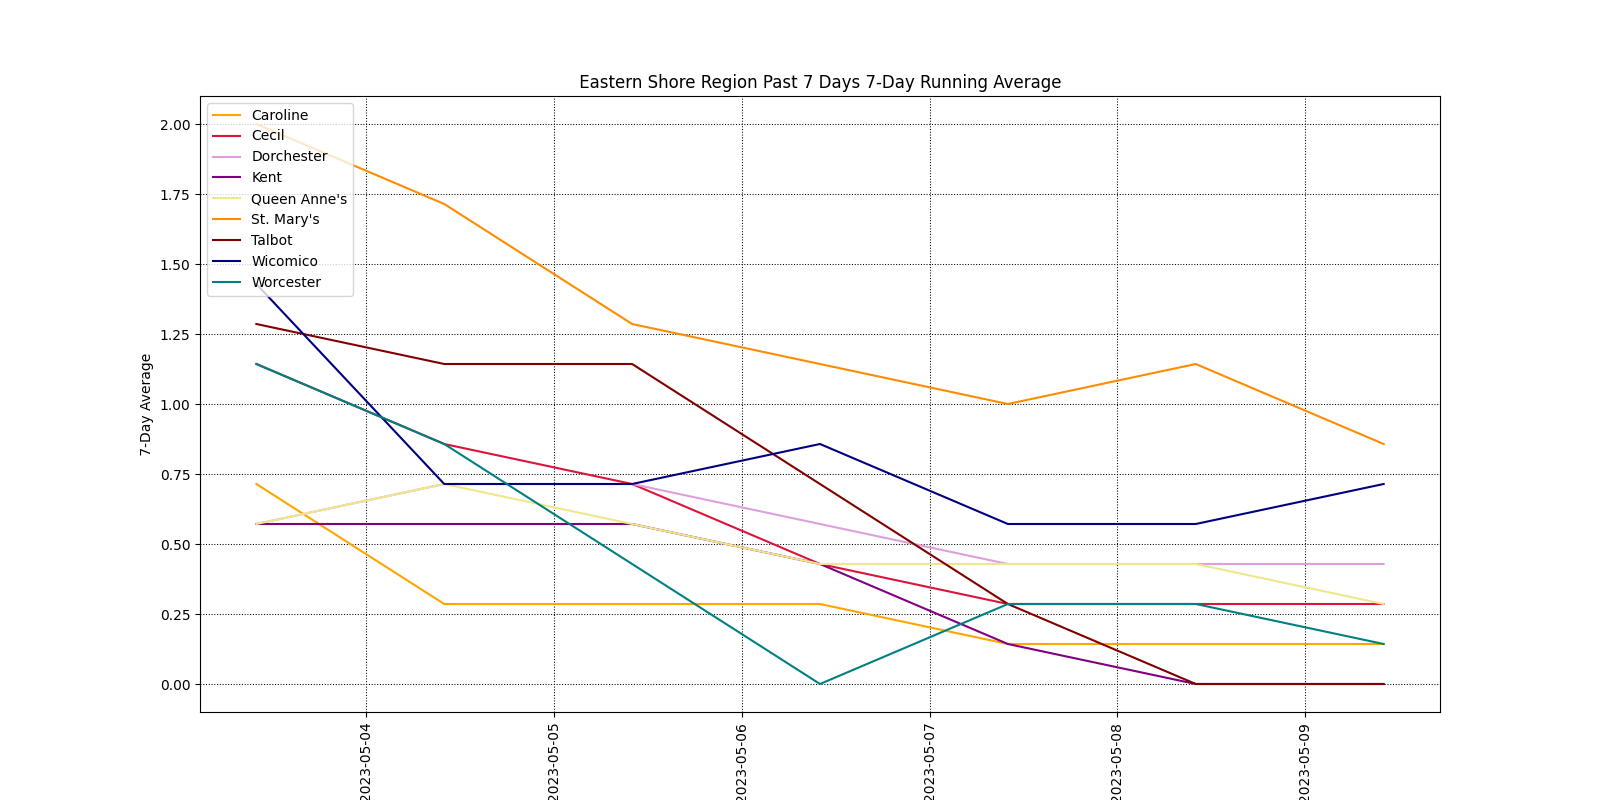 Eastern Shore Region Past 7 Days 7-Day Running Average
Caroline
Cecil
Dorchester
Kent
Queen Anne's
St. Mary's
Talbot
Wicomico
Worcester
7-Day Average
2.00
1.75
1.50
1.25
1.00
0.75
0.50
0.25
0.00
2023-05-04
2023-05-05
2023-05-06
2023-05-07
2023-05-08
2023-05-09